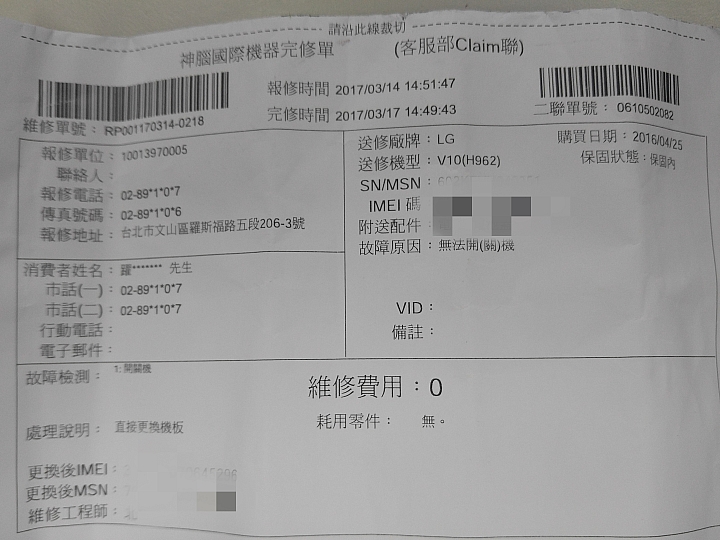 請沿此線裁切
神腦國際機器完修單 (客服部Claim聯)
報修時間 2017/03/14 14:51:47
完修時間 2017/03/17 14:49:43
維修單號： RP001170314-0218
二聯單號： 0610502082
報修單位： 10013970005
聯絡人：
報修電話： 02-89*1*0*7
傳真號碼： 02-89*1*0*6
報修地址： 台北市文山區羅斯福路五段206-3號
送修廠牌： LG
購買日期： 2016/04/25
送修機型： V10(H962)
保固狀態： 保固內
SN/MSN：
IMEI 碼
附送配件
故障原因： 無法開(關)機
VID：
備註：
消費者姓名： 羅******* 先生
市話(一)： 02-89*1*0*7
市話(二)： 02-89*1*0*7
行動電話：
電子郵件：
故障檢測： 1: 開關機
維修費用：0
耗用零件： 無。
處理說明： 直接更換機板
更換後IMEI：
更換後MSN：
維修工程師：